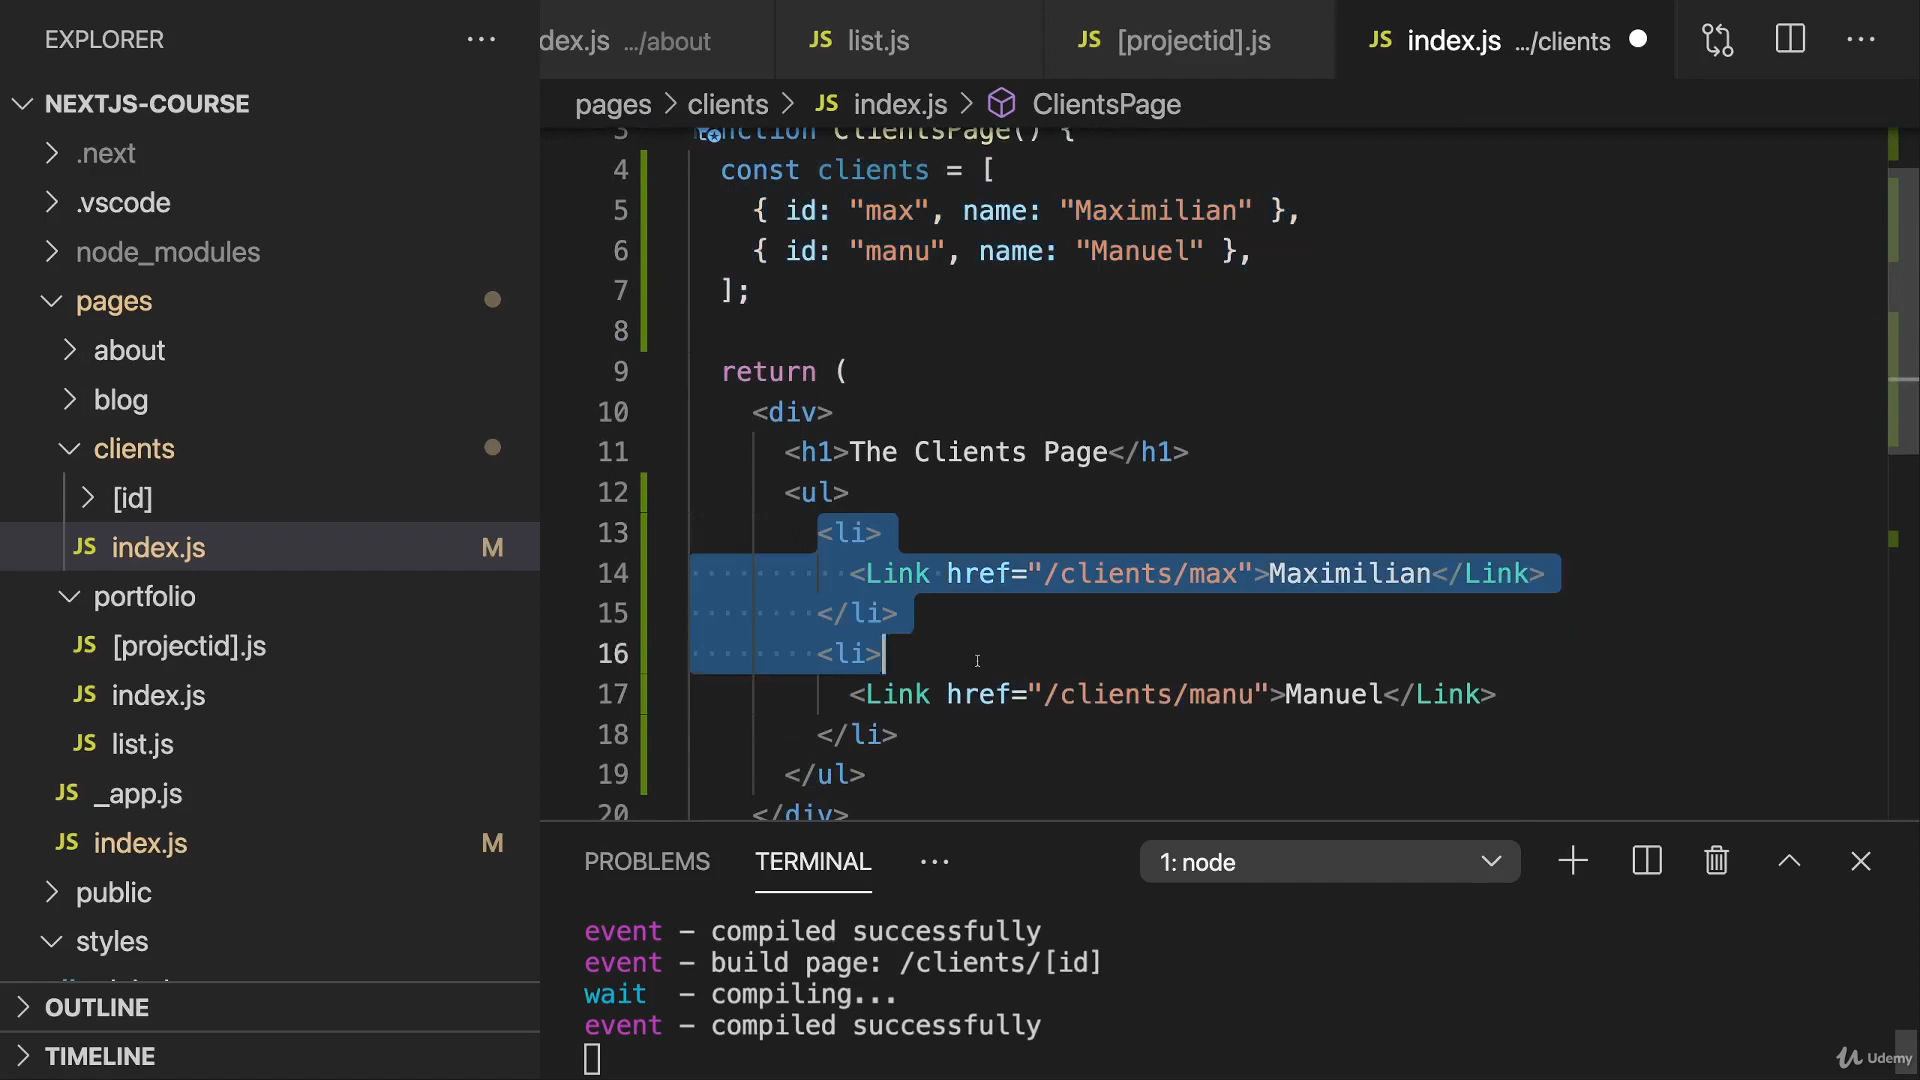 EXPLORER
NEXTJS-COURSE
.next
.vscode
node_modules
pages
about
blog
clients
[id]
JS index.js M
portfolio
JS [projectid].js
JS index.js
JS list.js
JS _app.js
JS index.js M
public
styles
OUTLINE
TIMELINE
dex.js .../about
JS list.js
JS [projectid].js
JS index.js .../clients
pages > clients > JS index.js > ClientsPage
3 nction ClientsPage() {
4 const clients = [
5 { id: "max", name: "Maximilian" },
6 { id: "manu", name: "Manuel" },
7 ];
8
9 return (
10 <div>
11 <h1>The Clients Page</h1>
12 <ul>
13 <li>
14 <Link href="/clients/max">Maximilian</Link>
15 </li>
16 <li>
17 <Link href="/clients/manu">Manuel</Link>
18 </li>
19 </ul>
20 </div>
PROBLEMS TERMINAL ... 1: node
event - compiled successfully
event - build page: /clients/[id]
wait - compiling...
event - compiled successfully
Udemy